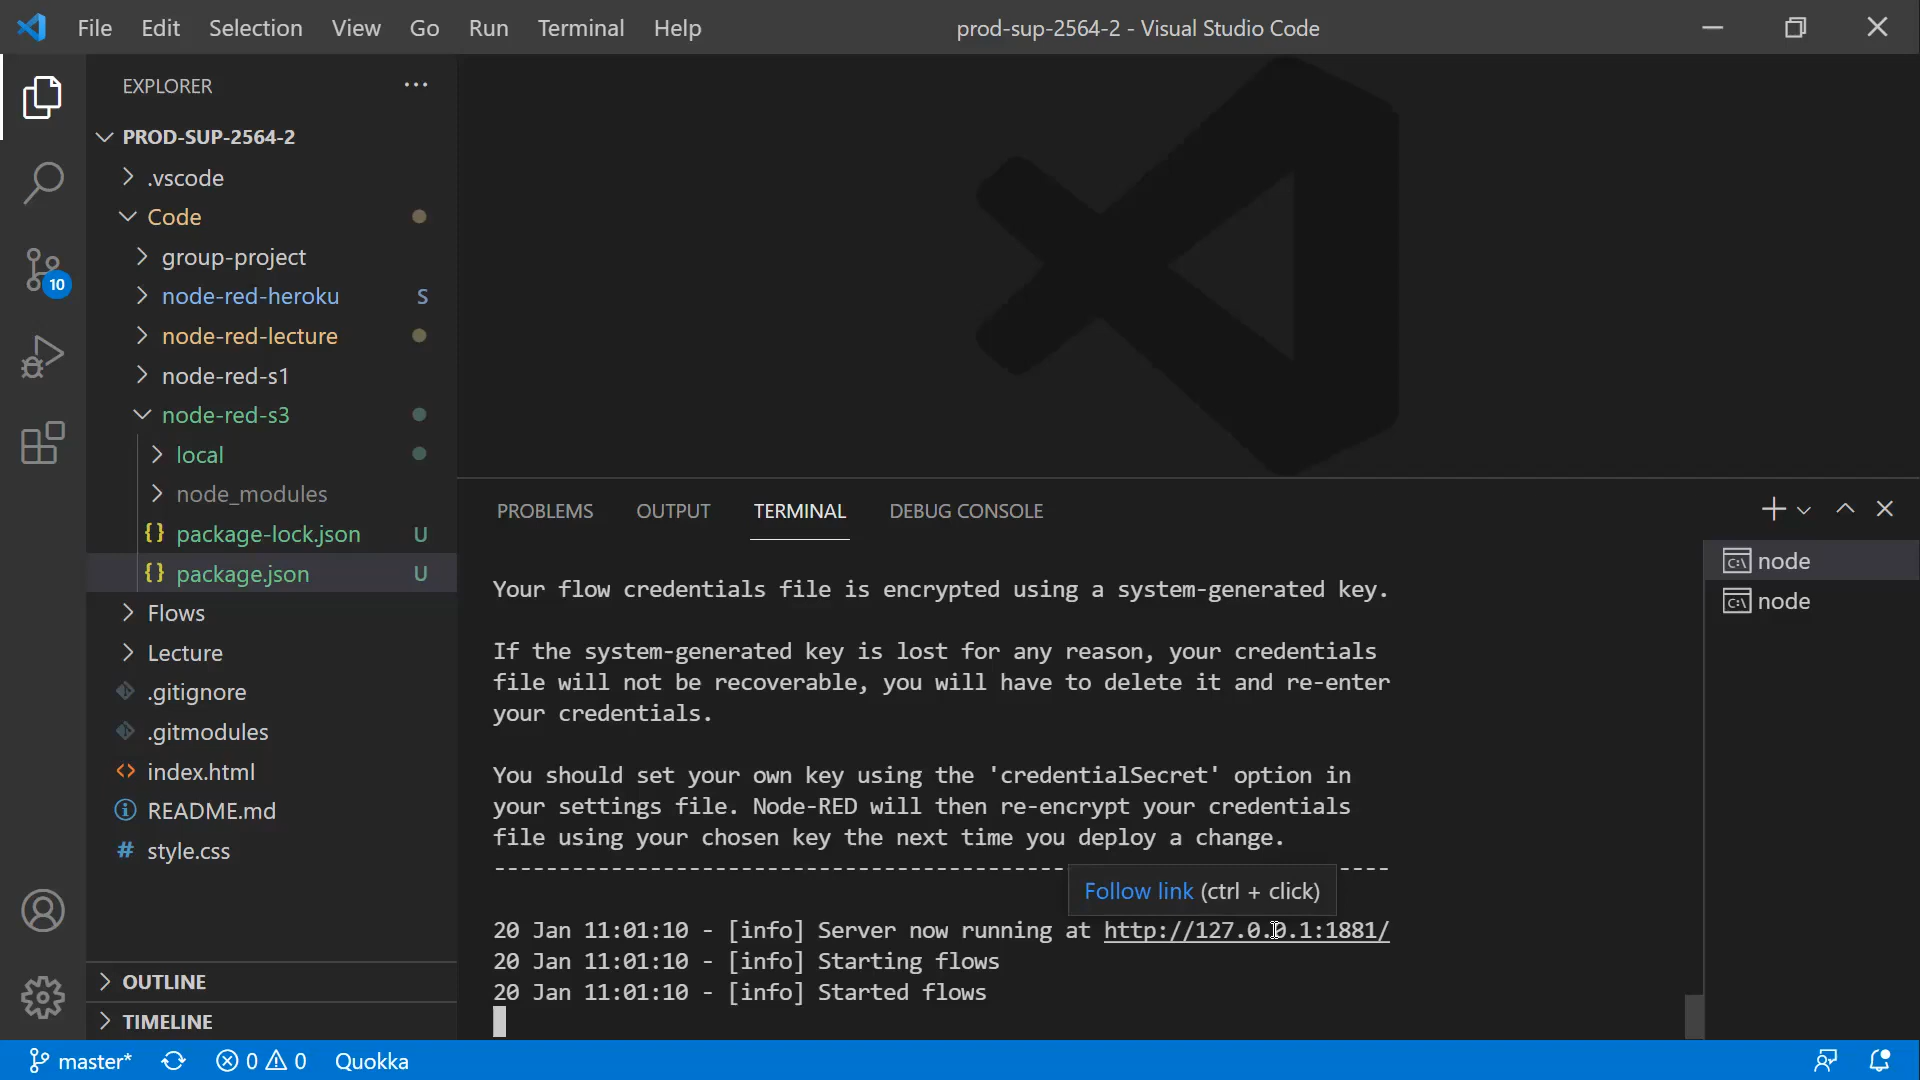 File Edit Selection View Go Run Terminal Help
prod-sup-2564-2 - Visual Studio Code
EXPLORER
PROD-SUP-2564-2
.vscode
Code
group-project
node-red-heroku S
node-red-lecture
node-red-s1
node-red-s3
local
node_modules
package-lock.json U
package.json U
Flows
Lecture
.gitignore
.gitmodules
index.html
README.md
style.css
OUTLINE
TIMELINE
10
PROBLEMS OUTPUT TERMINAL DEBUG CONSOLE
node
node
Your flow credentials file is encrypted using a system-generated key.
If the system-generated key is lost for any reason, your credentials
file will not be recoverable, you will have to delete it and re-enter
your credentials.
You should set your own key using the 'credentialSecret' option in
your settings file. Node-RED will then re-encrypt your credentials
file using your chosen key the next time you deploy a change.
---------------------------------------------------------------------
Follow link (ctrl + click)
20 Jan 11:01:10 - [info] Server now running at http://127.0.0.1:1881/
20 Jan 11:01:10 - [info] Starting flows
20 Jan 11:01:10 - [info] Started flows
master* 0 0 Quokka